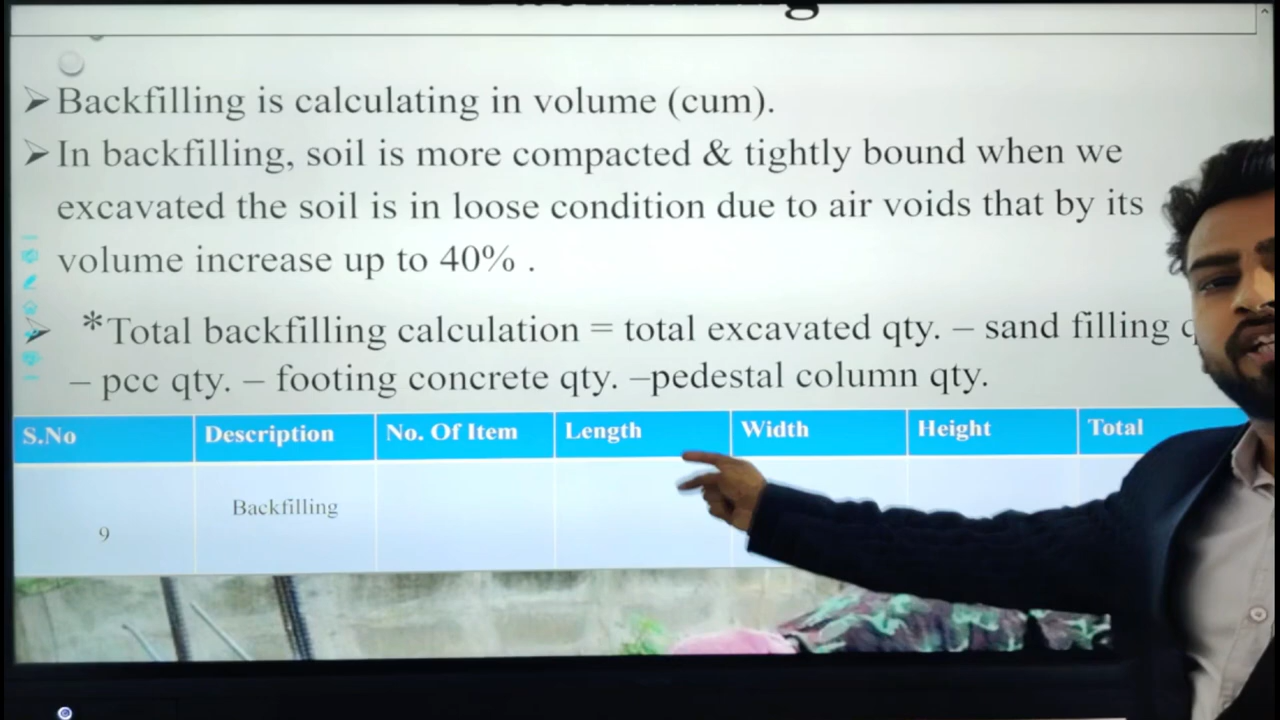 ➢ Backfilling is calculating in volume (cum).
➢ In backfilling, soil is more compacted & tightly bound when we
excavated the soil is in loose condition due to air voids that by its
volume increase up to 40% .
➢ *Total backfilling calculation = total excavated qty. – sand filling
– pcc qty. – footing concrete qty. –pedestal column qty.
S.No Description No. Of Item Length Width Height Total
Backfilling
9